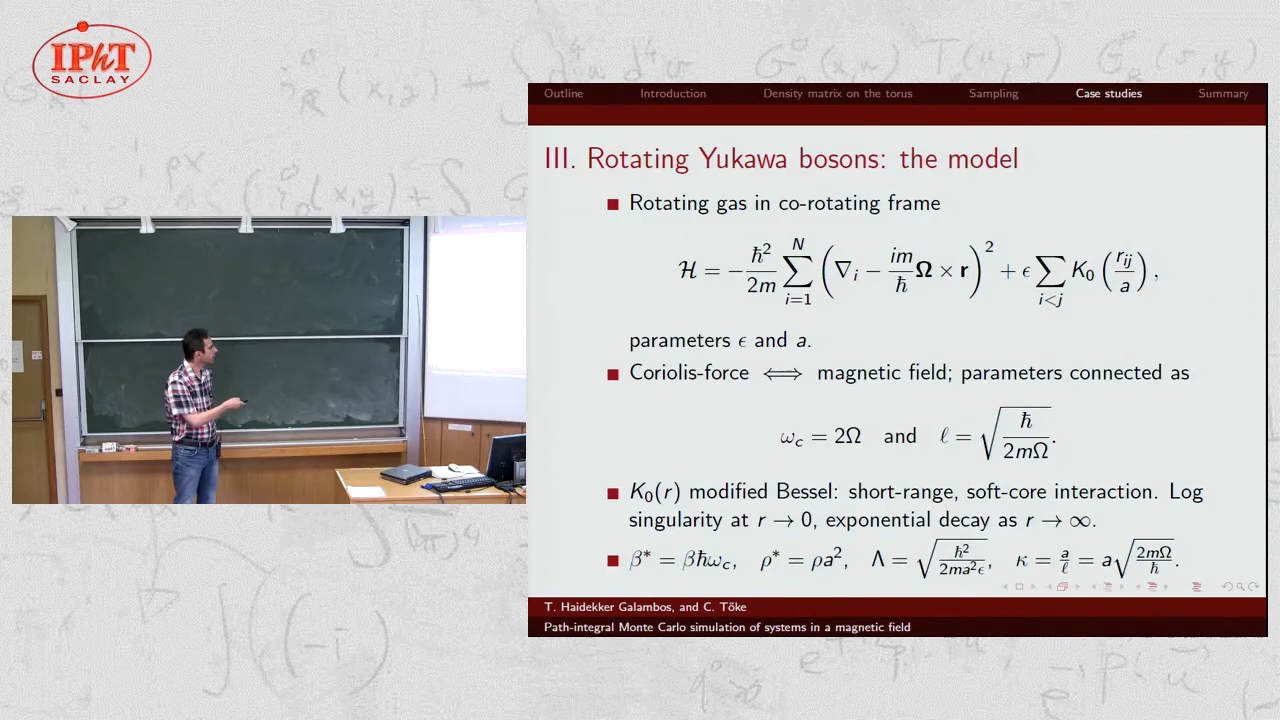 IPhT
SACLAY
Outline Introduction Density matrix on the torus Sampling Case studies Summary
III. Rotating Yukawa bosons: the model
Rotating gas in co-rotating frame
ℋ = −ħ²/2m ∑_{i=1}^{N} (∇_i − im/ħ Ω × r)² + ϵ ∑_{i<j} K₀(r_{ij}/a),
parameters ϵ and a.
Coriolis-force ⟺ magnetic field; parameters connected as
ω_c = 2Ω and ℓ = √(ħ/2mΩ).
K₀(r) modified Bessel: short-range, soft-core interaction. Log
singularity at r → 0, exponential decay as r → ∞.
β* = βħω_c, ρ* = ρa², Λ = √(ħ²/2ma²ϵ), κ = a/ℓ = a√(2mΩ/ħ).
T. Haidekker Galambos, and C. Tőke
Path-integral Monte Carlo simulation of systems in a magnetic field